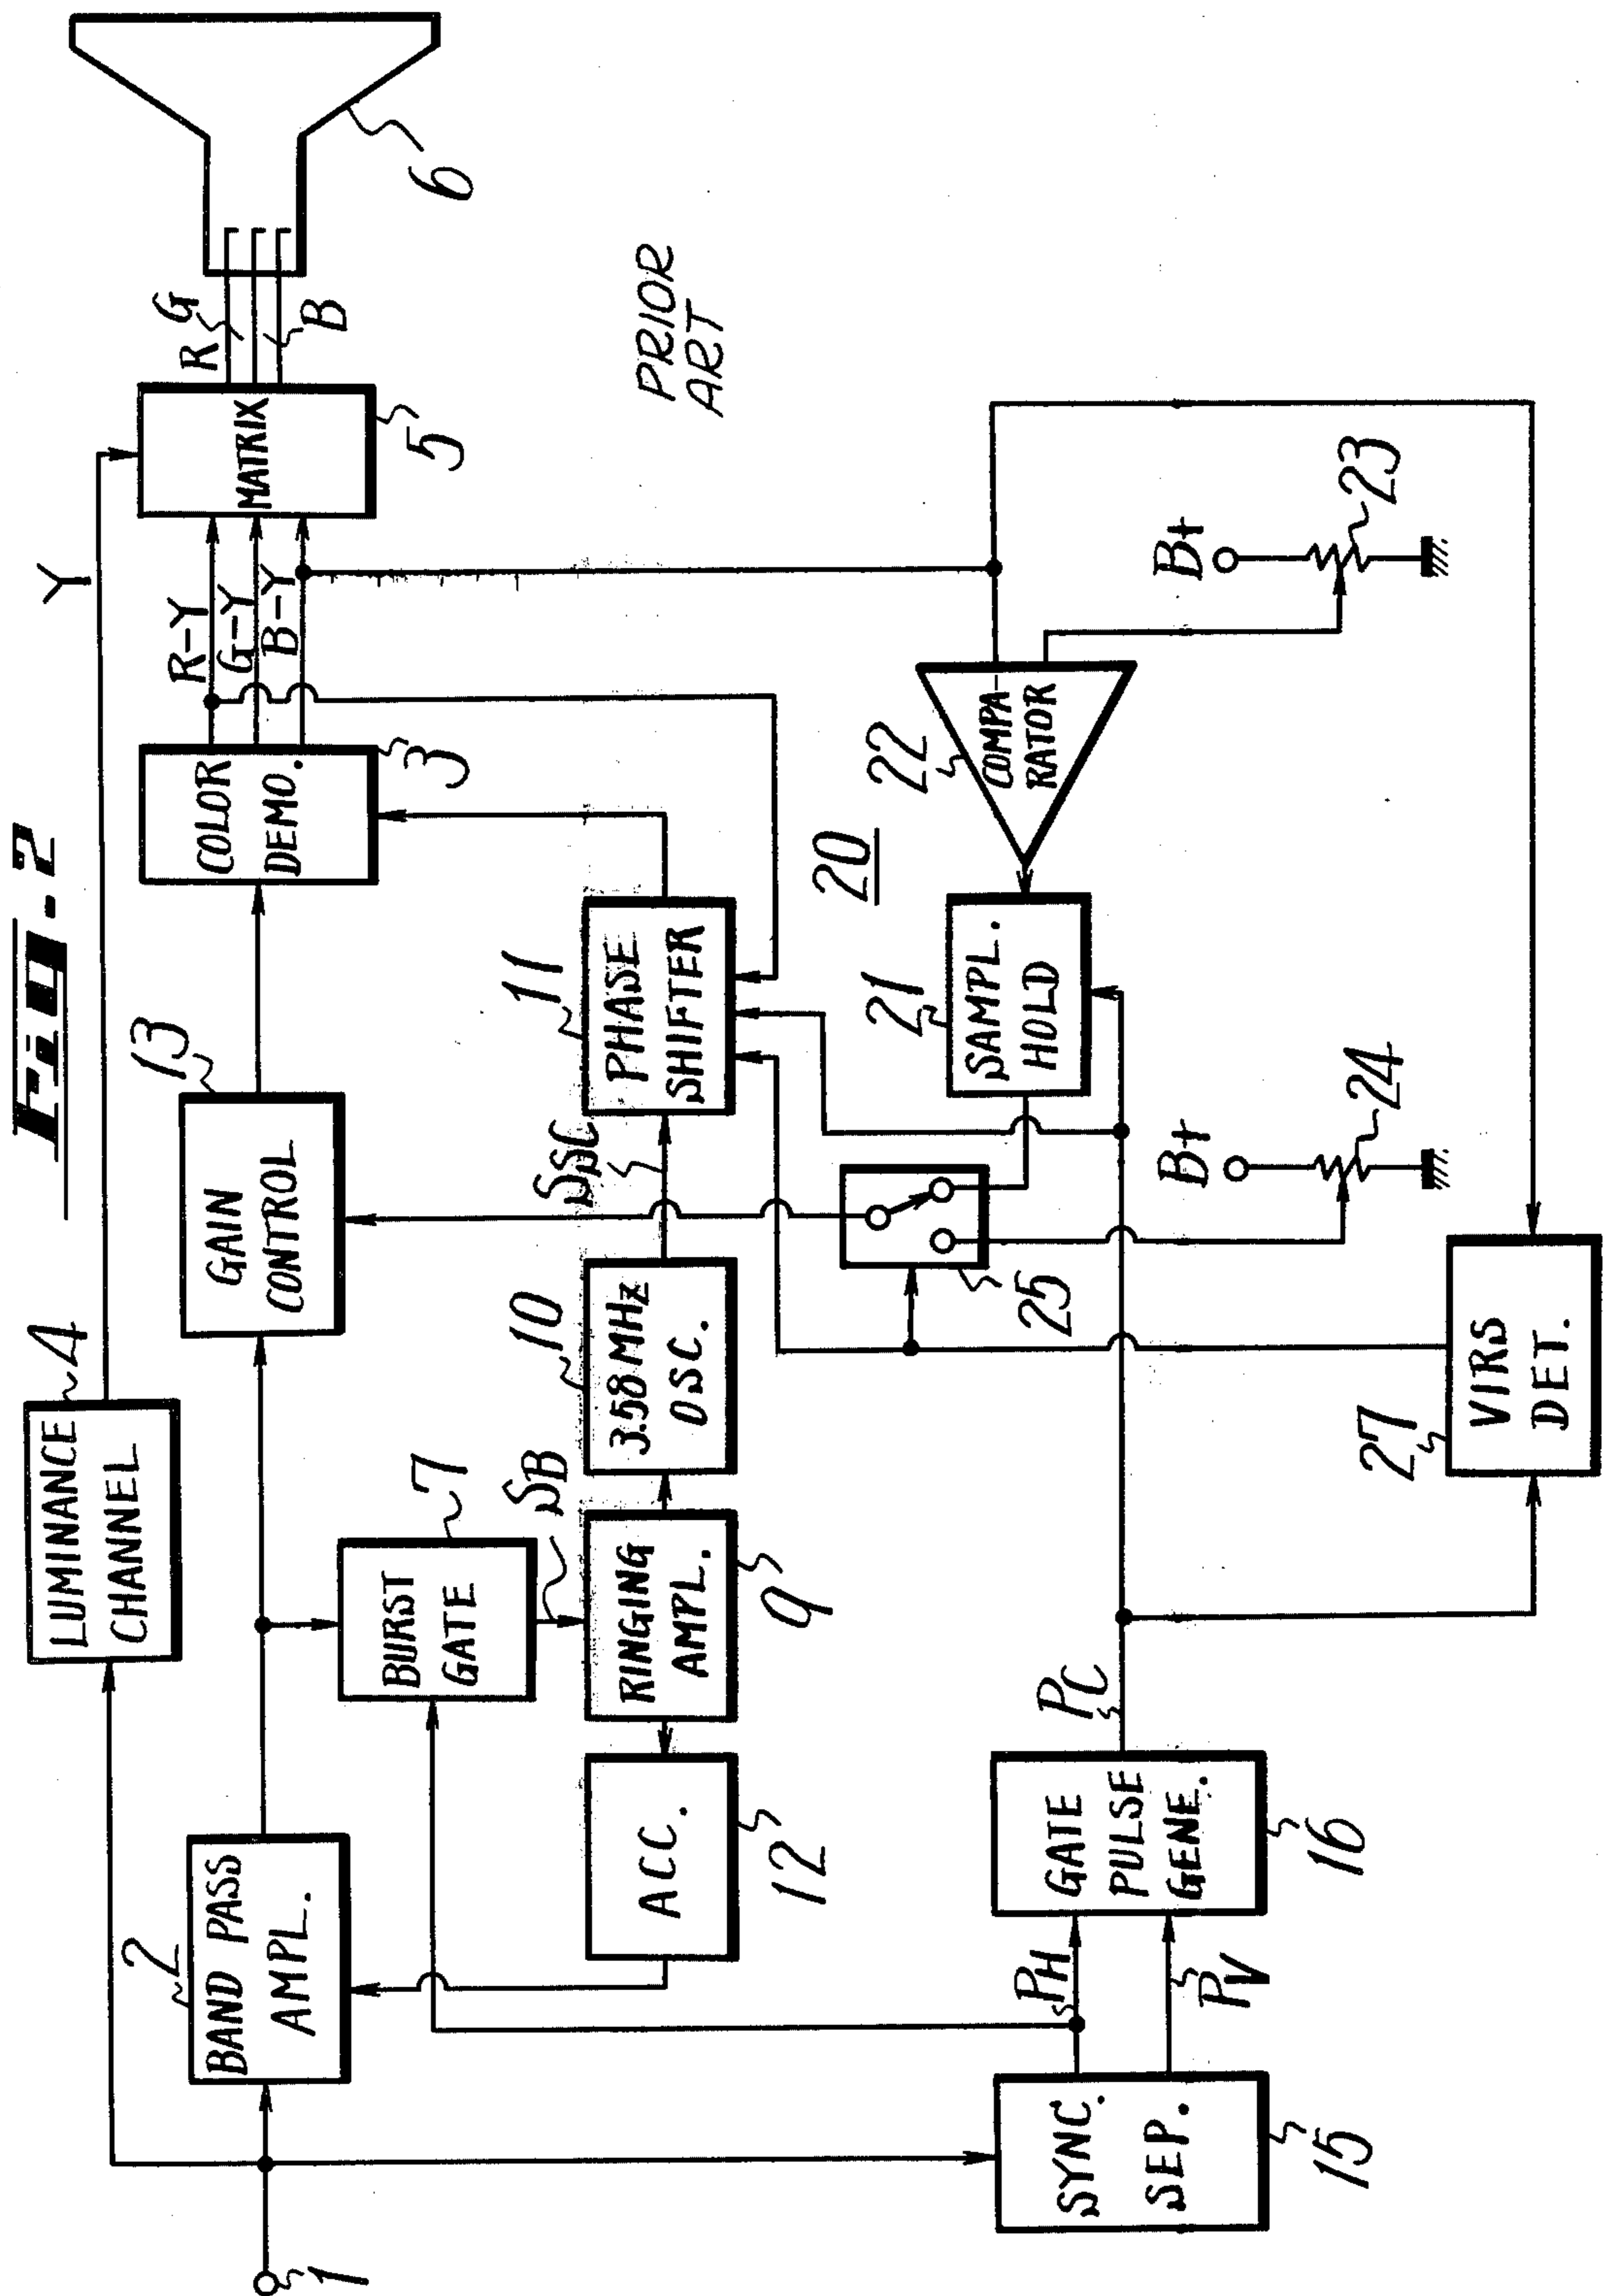 Fig. 2
LUMINANCE
CHANNEL
4
Y
2
BAND PASS
AMPL.
13
GAIN
CONTROL
COLOR
DEMO.
3
R-Y
G-Y
B-Y
MATRIX
5
R
G
B
6
1
BURST
GATE
7
SB
RINGING
AMPL.
9
10
3.58MHz
OSC.
SSC
11
PHASE
SHIFTER
PRIOR
ART
ACC.
12
20
21
SAMPL.
HOLD
22
COMPA-
RATOR
25
B+
24
B+
23
SYNC.
SEP.
15
PH
PV
GATE
PULSE
GENE.
16
PC
27
VIRS
DET.